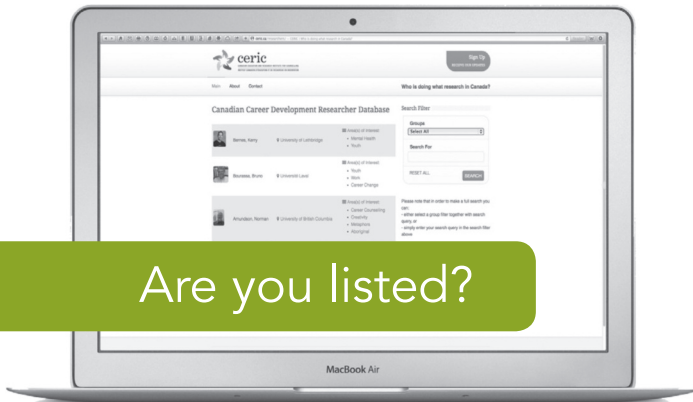 ceric
Sign Up
Main About Contact
Who is doing what research in Canada?
Canadian Career Development Researcher Database
Search Filter
Groups
Select All
Search For
RESET ALL
SEARCH
Area(s) of Interest
Bernes, Kerry
University of Lethbridge
Mental Health
Youth
Area(s) of Interest
Bourassa, Bruno
Université Laval
Youth
Work
Career Change
Area(s) of Interest
Amundson, Norman
University of British Columbia
Career Counselling
Creativity
Metaphors
Aboriginal
Please note that in order to make a full search you
can:
- either select a group filter together with search
query, or
- simply enter your search query in the search filter
above
Are you listed?
MacBook Air